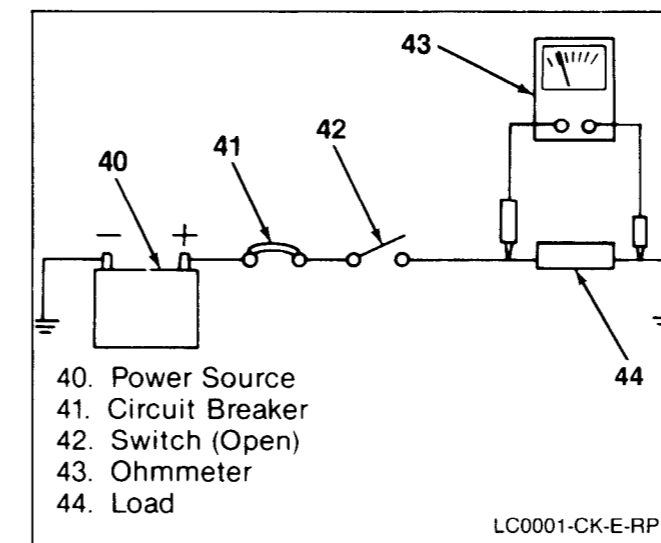 43
42
41
40
− +
44
40. Power Source
41. Circuit Breaker
42. Switch (Open)
43. Ohmmeter
44. Load
LC0001-CK-E-RP